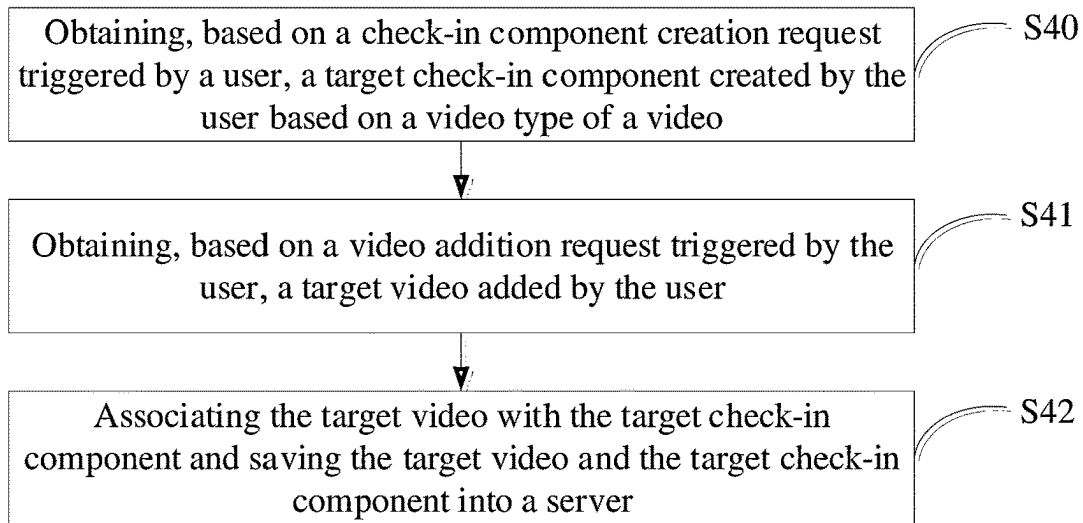 Obtaining, based on a check-in component creation request
triggered by a user, a target check-in component created by the
user based on a video type of a video
S40
Obtaining, based on a video addition request triggered by the
user, a target video added by the user
S41
Associating the target video with the target check-in
component and saving the target video and the target check-in
component into a server
S42